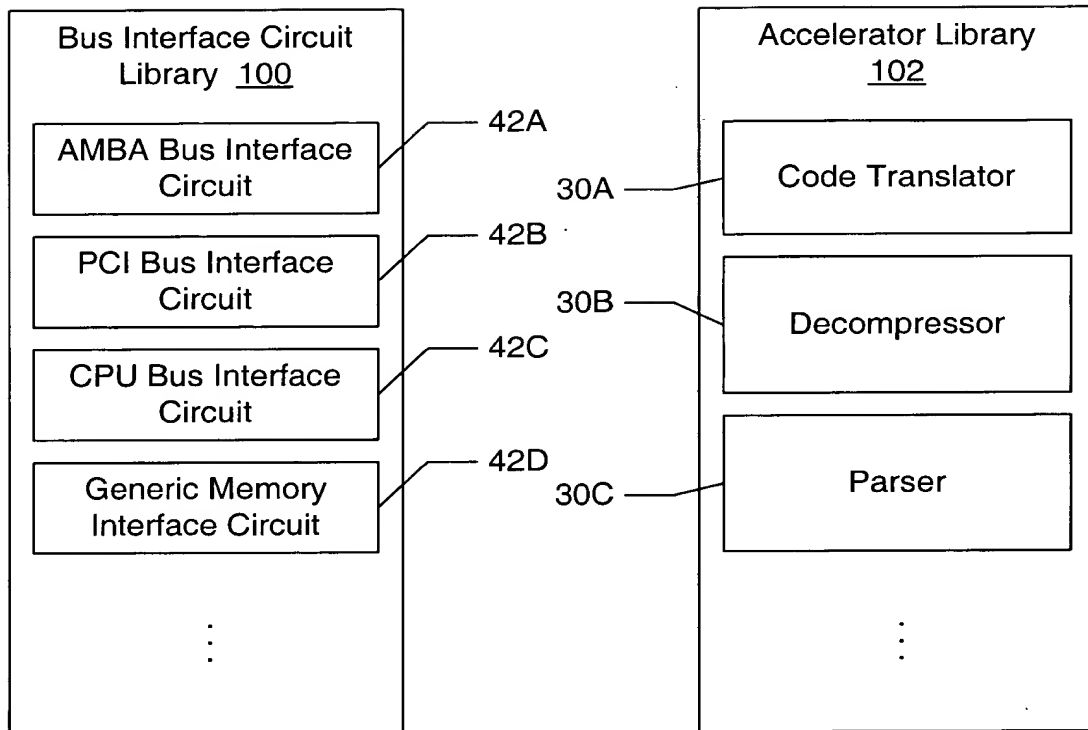 Bus Interface Circuit
Library 100
AMBA Bus Interface
Circuit
42A
PCI Bus Interface
Circuit
42B
CPU Bus Interface
Circuit
42C
Generic Memory
Interface Circuit
42D
Accelerator Library
102
30A
Code Translator
30B
Decompressor
30C
Parser